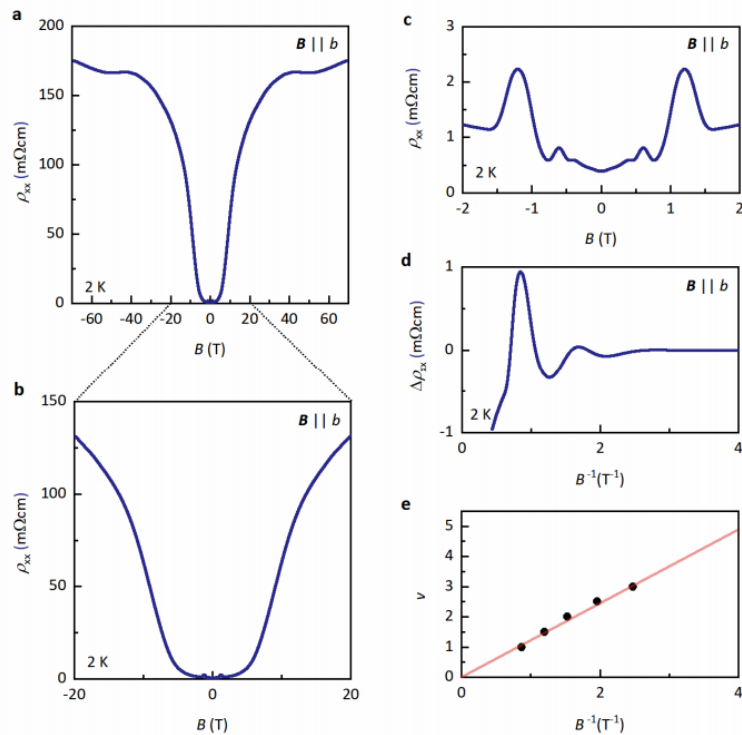 a
200
150
100
50
0
ρxx (mΩcm)
B || b
2 K
-60 -40 -20 0 20 40 60
B (T)
b
150
100
50
0
ρxx (mΩcm)
B || b
2 K
-20 0 20
B (T)
c
3
2
1
0
ρxx (mΩcm)
B || b
2 K
-2 -1 0 1 2
B (T)
d
1
0
-1
Δρxx (mΩcm)
B || b
2 K
0 2 4
B⁻¹(T⁻¹)
e
5
4
3
2
1
0
v
0 2 4
B⁻¹(T⁻¹)